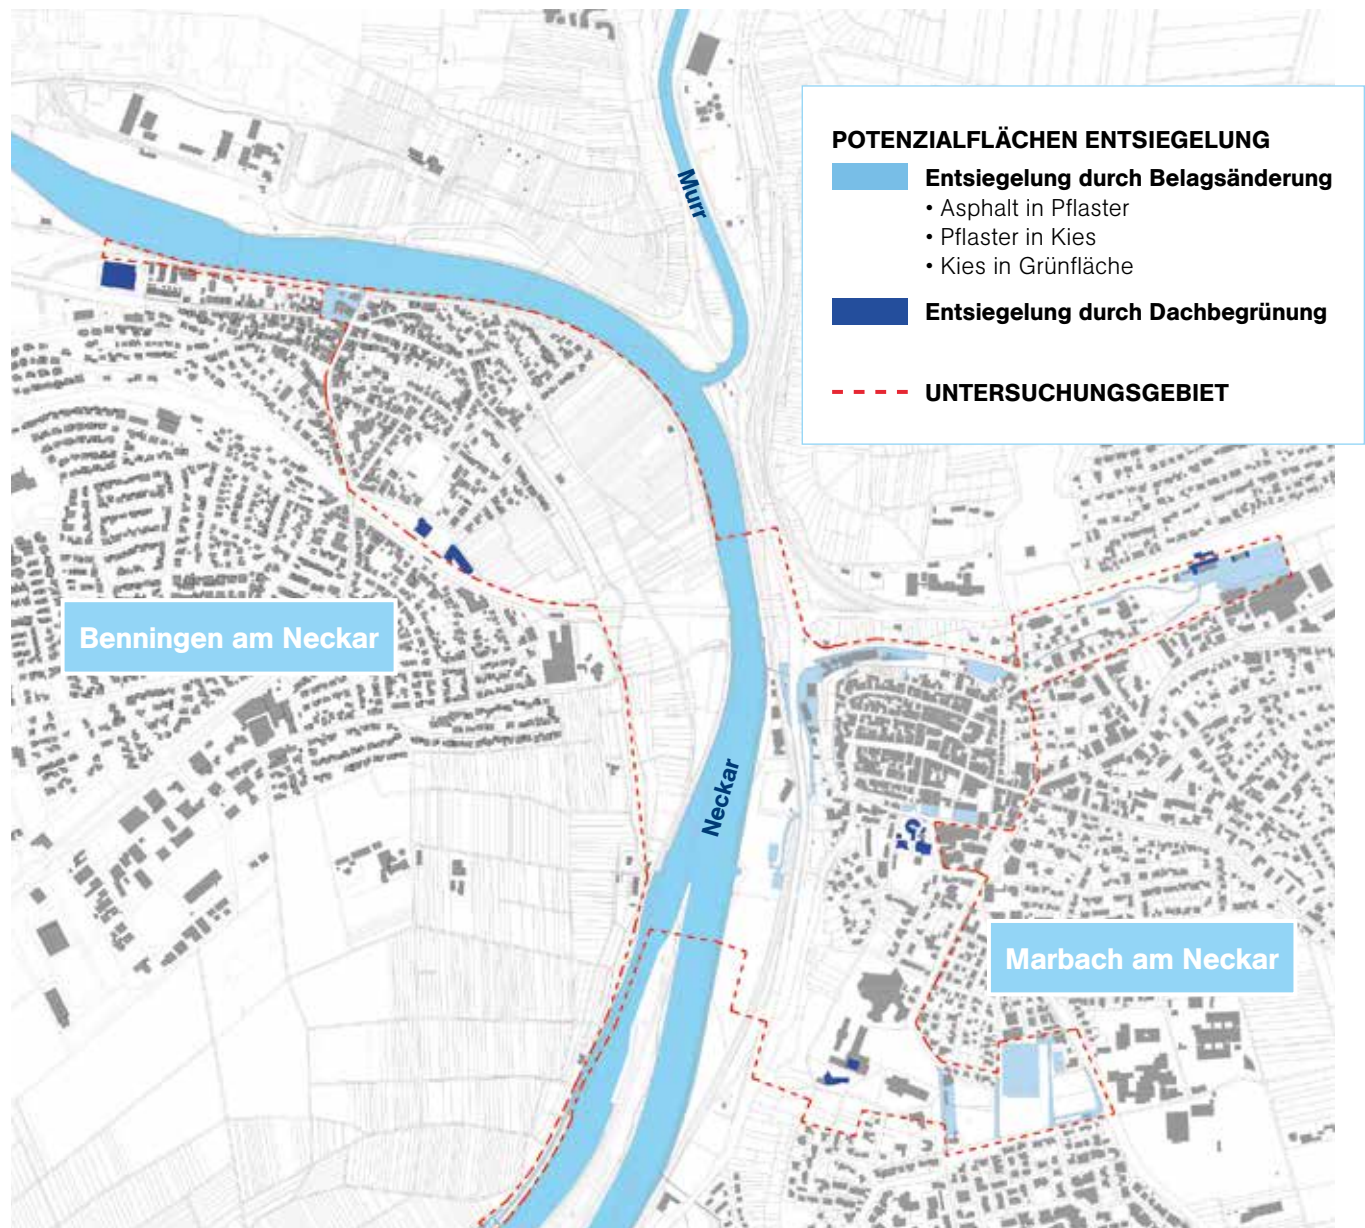 POTENZIALFLÄCHEN ENTSIEGELUNG
Entsiegelung durch Belagsänderung
• Asphalt in Pflaster
• Pflaster in Kies
• Kies in Grünfläche
Entsiegelung durch Dachbegrünung
UNTERSUCHUNGSGEBIET
Murr
Benningen am Neckar
Neckar
Marbach am Neckar